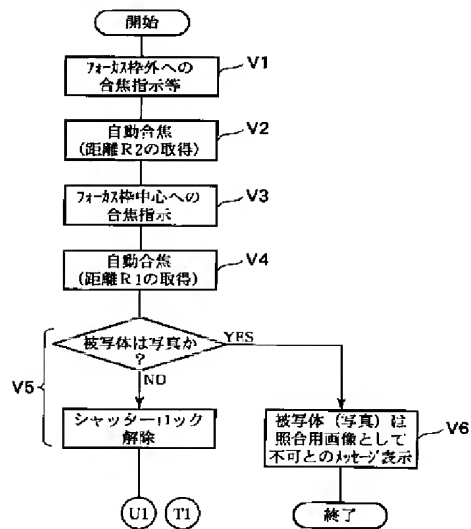 開始
フォーカス枠外への
合焦指示等
V1
自動合焦
(距離R2の取得)
V2
フォーカス枠中心への
合焦指示
V3
自動合焦
(距離R1の取得)
V4
被写体は写真か
?
YES
NO
V5
シャッターロック
解除
被写体(写真)は
照合用画像として
不可とのメッセージ表示
V6
U1
T1
終了